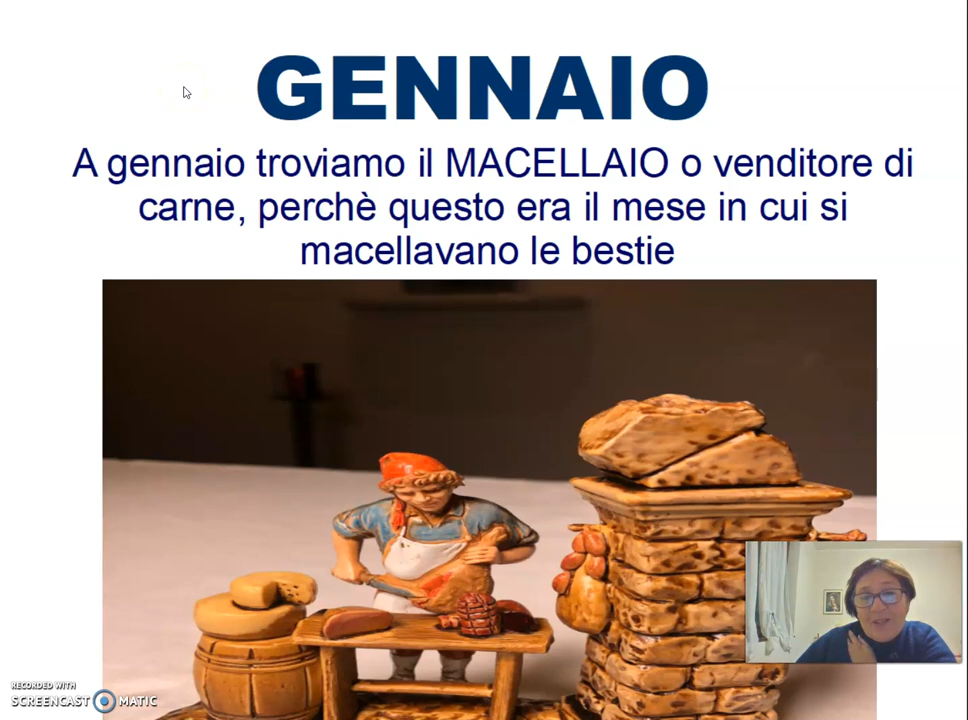 GENNAIO
A gennaio troviamo il MACELLAIO o venditore di
carne, perchè questo era il mese in cui si
macellavano le bestie
RECORDED WITH
SCREENCAST MATIC